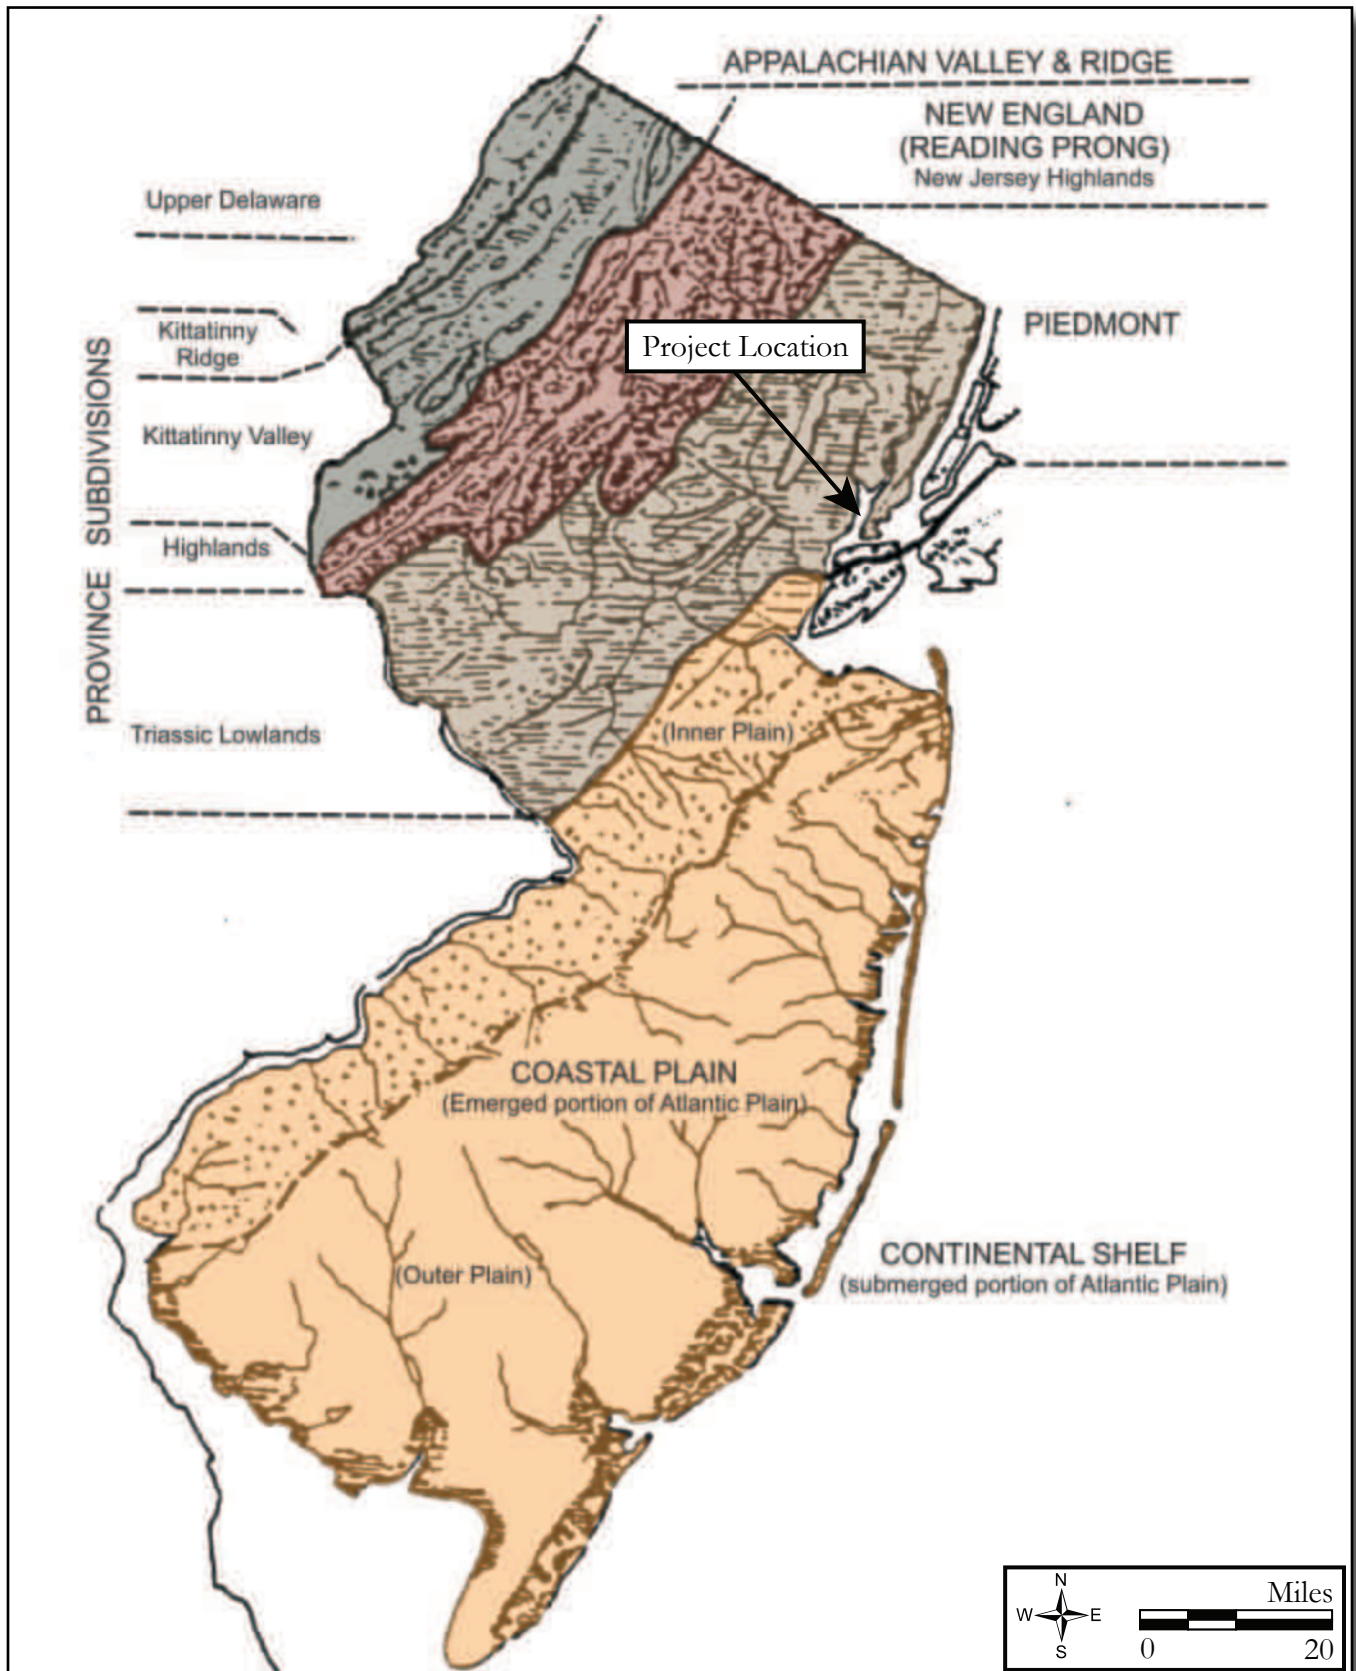 APPALACHIAN VALLEY & RIDGE
NEW ENGLAND
(READING PRONG)
New Jersey Highlands
Upper Delaware
Kittatinny
Ridge
PIEDMONT
Project Location
Kittatinny Valley
PROVINCE SUBDIVISIONS
Highlands
Triassic Lowlands
(Inner Plain)
COASTAL PLAIN
(Emerged portion of Atlantic Plain)
(Outer Plain)
CONTINENTAL SHELF
(submerged portion of Atlantic Plain)
N
W E
S
Miles
0 20